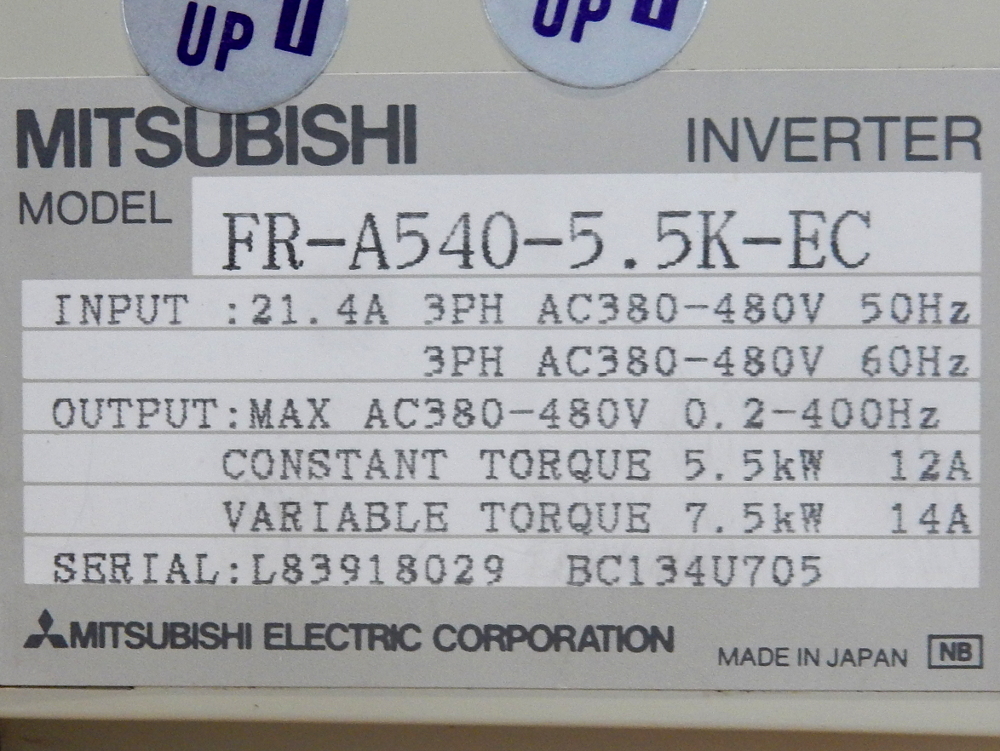 UP
UP
MITSUBISHI INVERTER
MODEL FR-A540-5.5K-EC
INPUT :21.4A 3PH AC380-480V 50Hz
3PH AC380-480V 60Hz
OUTPUT:MAX AC380-480V 0.2-400Hz
CONSTANT TORQUE 5.5kW 12A
VARIABLE TORQUE 7.5kW 14A
SERIAL:L83918029 BC134U705
MITSUBISHI ELECTRIC CORPORATION
MADE IN JAPAN NB